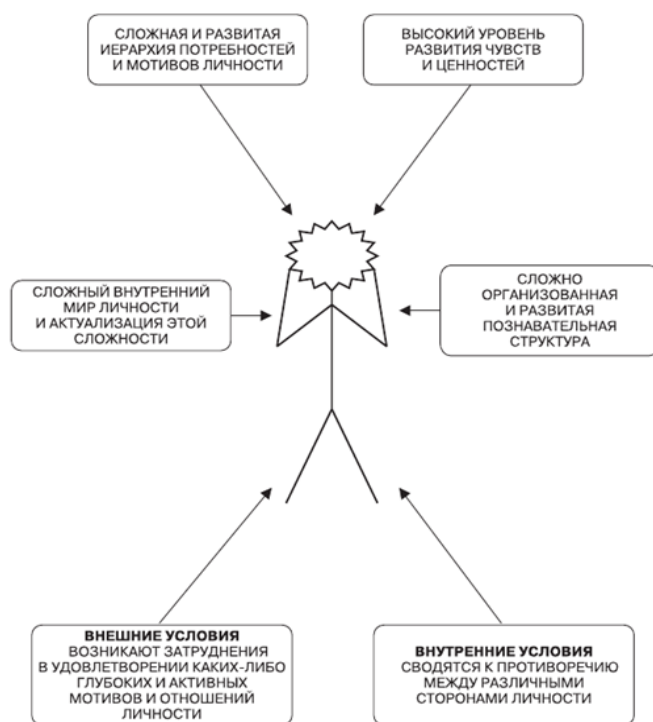 СЛОЖНАЯ И РАЗВИТАЯ
ИЕРАРХИЯ ПОТРЕБНОСТЕЙ
И МОТИВОВ ЛИЧНОСТИ
ВЫСОКИЙ УРОВЕНЬ
РАЗВИТИЯ ЧУВСТВ
И ЦЕННОСТЕЙ
СЛОЖНЫЙ ВНУТРЕННИЙ
МИР ЛИЧНОСТИ
И АКТУАЛИЗАЦИЯ ЭТОЙ
СЛОЖНОСТИ
СЛОЖНО
ОРГАНИЗОВАННАЯ
И РАЗВИТАЯ
ПОЗНАВАТЕЛЬНАЯ
СТРУКТУРА
ВНЕШНИЕ УСЛОВИЯ
ВОЗНИКАЮТ ЗАТРУДНЕНИЯ
В УДОВЛЕТВОРЕНИИ КАКИХ-ЛИБО
ГЛУБОКИХ И АКТИВНЫХ
МОТИВОВ И ОТНОШЕНИЙ
ЛИЧНОСТИ
ВНУТРЕННИЕ УСЛОВИЯ
СВОДЯТСЯ К ПРОТИВОРЕЧИЮ
МЕЖДУ РАЗЛИЧНЫМИ
СТОРОНАМИ ЛИЧНОСТИ